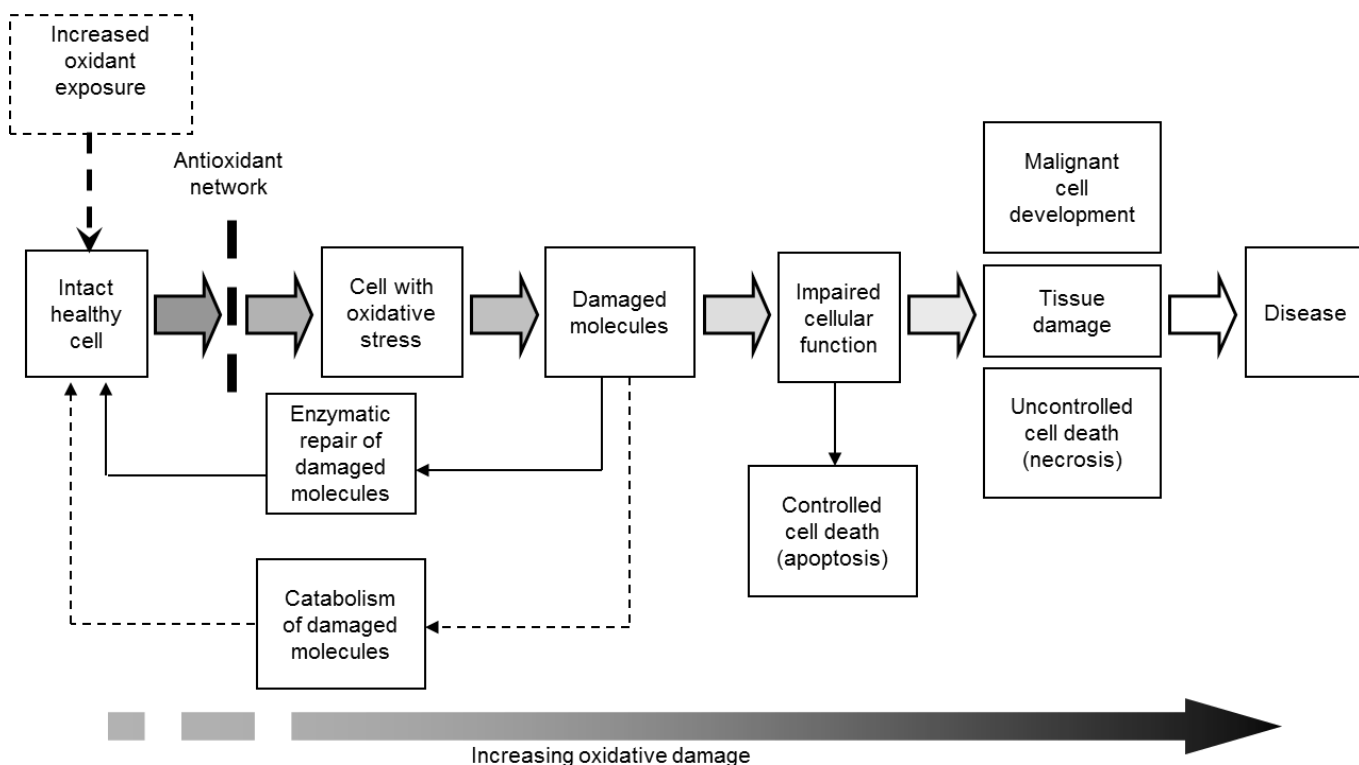 Increased
oxidant
exposure
Antioxidant
network
Intact
healthy
cell
Cell with
oxidative
stress
Damaged
molecules
Impaired
cellular
function
Malignant
cell
development
Tissue
damage
Uncontrolled
cell death
(necrosis)
Disease
Enzymatic
repair of
damaged
molecules
Controlled
cell death
(apoptosis)
Catabolism
of damaged
molecules
Increasing oxidative damage